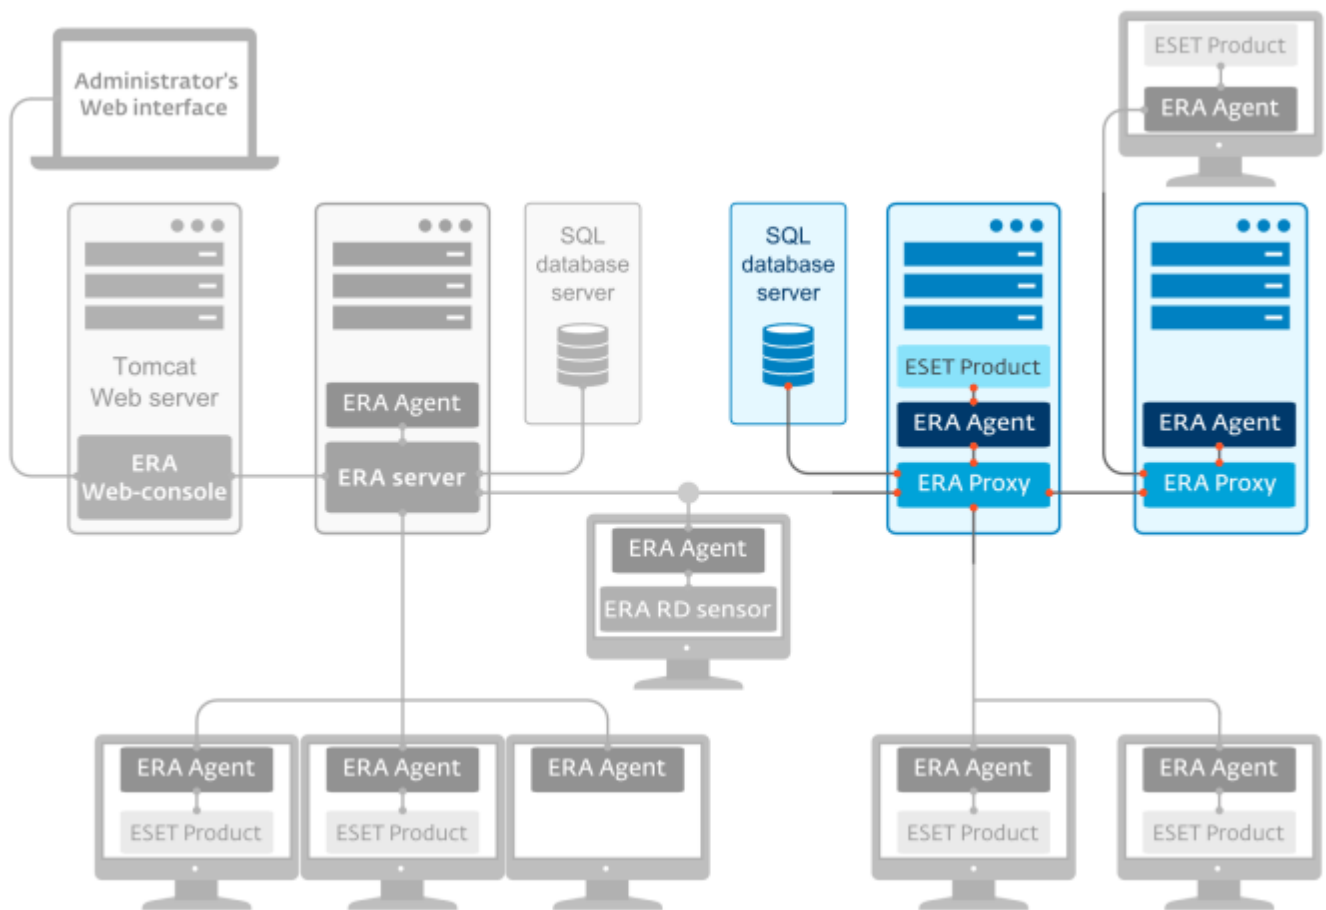 Administrator's
Web interface
ESET Product
ERA Agent
Tomcat
Web server
ERA
Web-console
ERA Agent
ERA server
SQL
database
server
SQL
database
server
ESET Product
ERA Agent
ERA Proxy
ERA Agent
ERA Proxy
ERA Agent
ERA RD sensor
ERA Agent
ESET Product
ERA Agent
ESET Product
ERA Agent
ERA Agent
ESET Product
ERA Agent
ESET Product